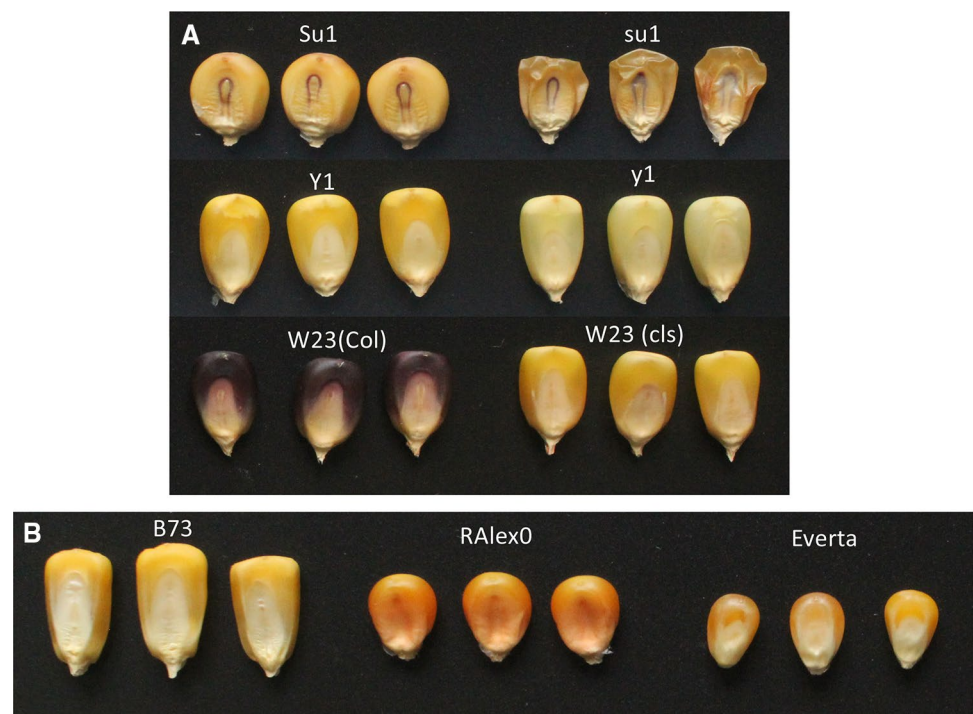 A
Su1
su1
Y1
y1
W23(Col)
W23 (cls)
B
B73
RAlex0
Everta